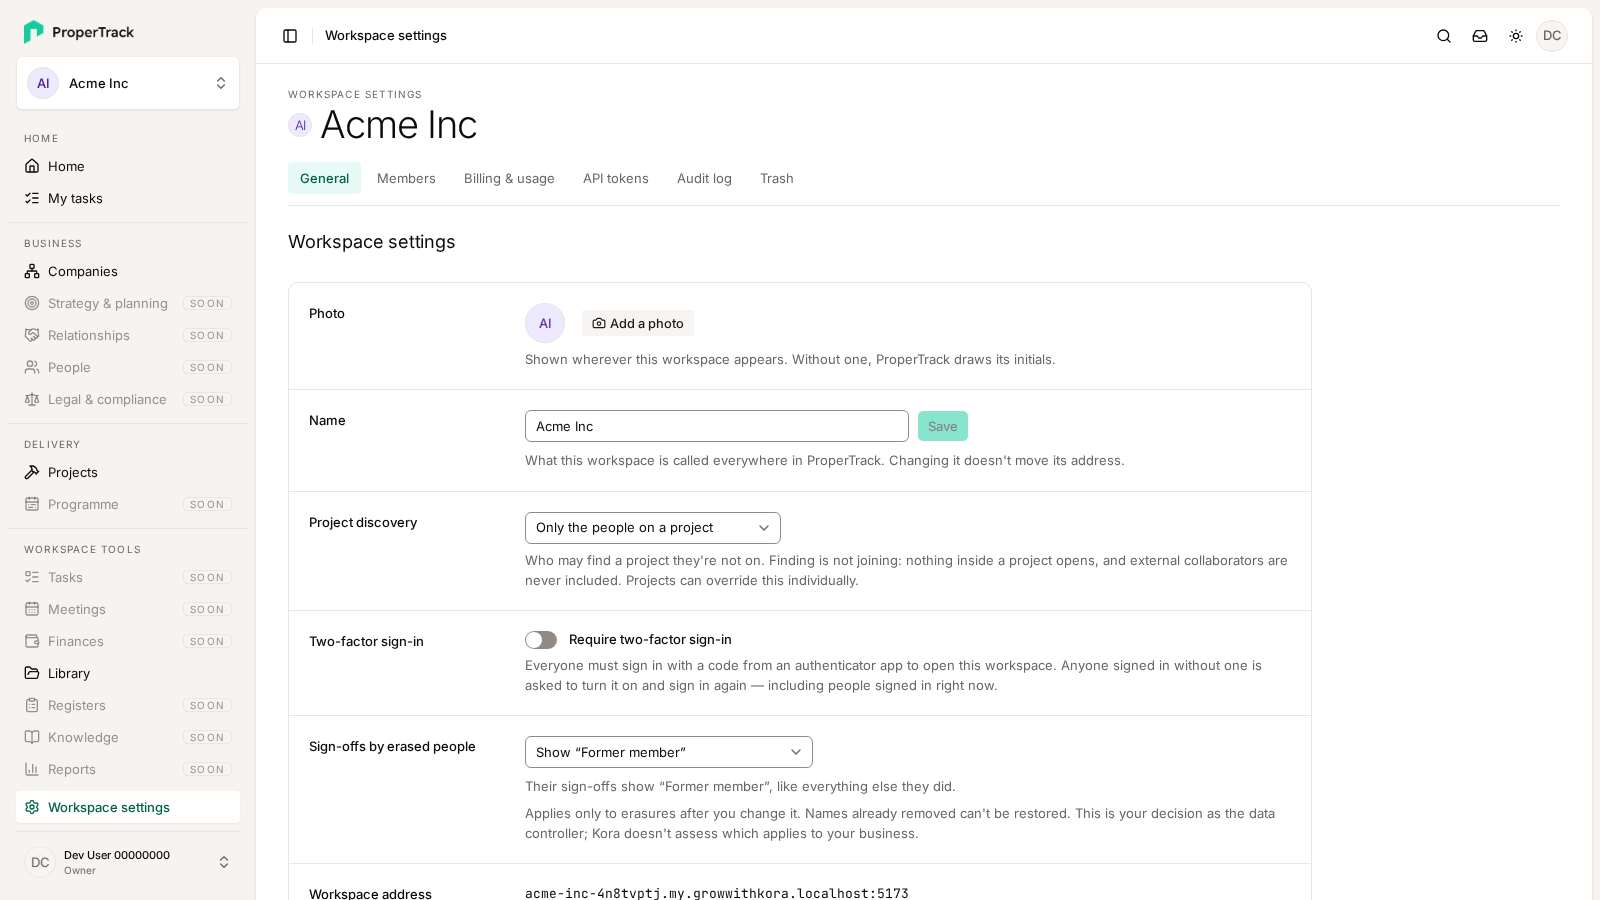 ProperTrack
AI Acme Inc
HOME
Home
My tasks
BUSINESS
Companies
Strategy & planning SOON
Relationships SOON
People SOON
Legal & compliance SOON
DELIVERY
Projects
Programme SOON
WORKSPACE TOOLS
Tasks SOON
Meetings SOON
Finances SOON
Library
Registers SOON
Knowledge SOON
Reports SOON
Workspace settings
DC Dev User 00000000
Owner
Workspace settings
DC
WORKSPACE SETTINGS
AI Acme Inc
General Members Billing & usage API tokens Audit log Trash
Workspace settings
Photo
AI Add a photo
Shown wherever this workspace appears. Without one, ProperTrack draws its initials.
Name
Acme Inc Save
What this workspace is called everywhere in ProperTrack. Changing it doesn't move its address.
Project discovery
Only the people on a project
Who may find a project they're not on. Finding is not joining: nothing inside a project opens, and external collaborators are
never included. Projects can override this individually.
Two-factor sign-in
Require two-factor sign-in
Everyone must sign in with a code from an authenticator app to open this workspace. Anyone signed in without one is
asked to turn it on and sign in again — including people signed in right now.
Sign-offs by erased people
Show “Former member”
Their sign-offs show “Former member”, like everything else they did.
Applies only to erasures after you change it. Names already removed can't be restored. This is your decision as the data
controller; Kora doesn't assess which applies to your business.
Workspace address
acme-inc-4n8tvptj.my.growwithkora.localhost:5173